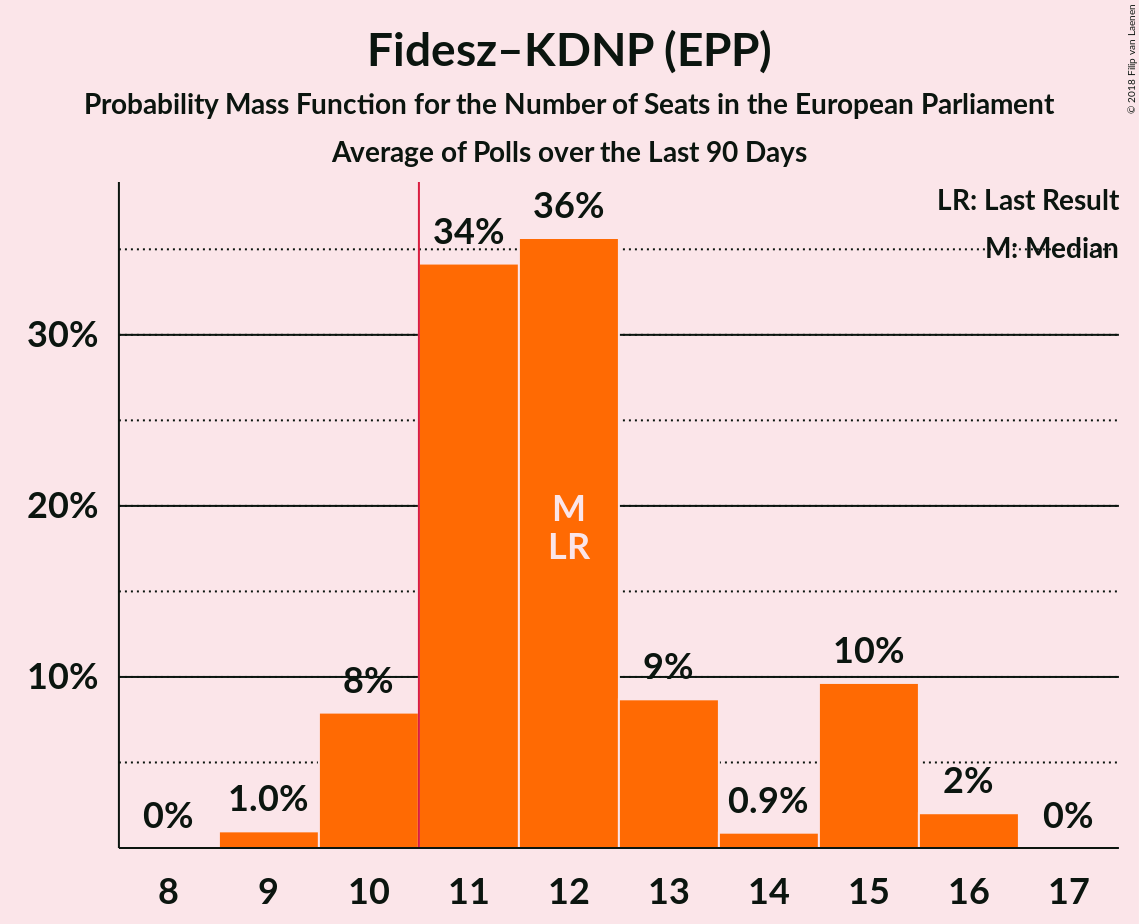 Fidesz–KDNP (EPP)
Probability Mass Function for the Number of Seats in the European Parliament
Average of Polls over the Last 90 Days
© 2018 Filip van Laenen
LR: Last Result
M: Median
36%
34%
30%
20%
M
LR
10%
8%
9%
10%
0%
1.0%
0.9%
2%
0%
8 9 10 11 12 13 14 15 16 17